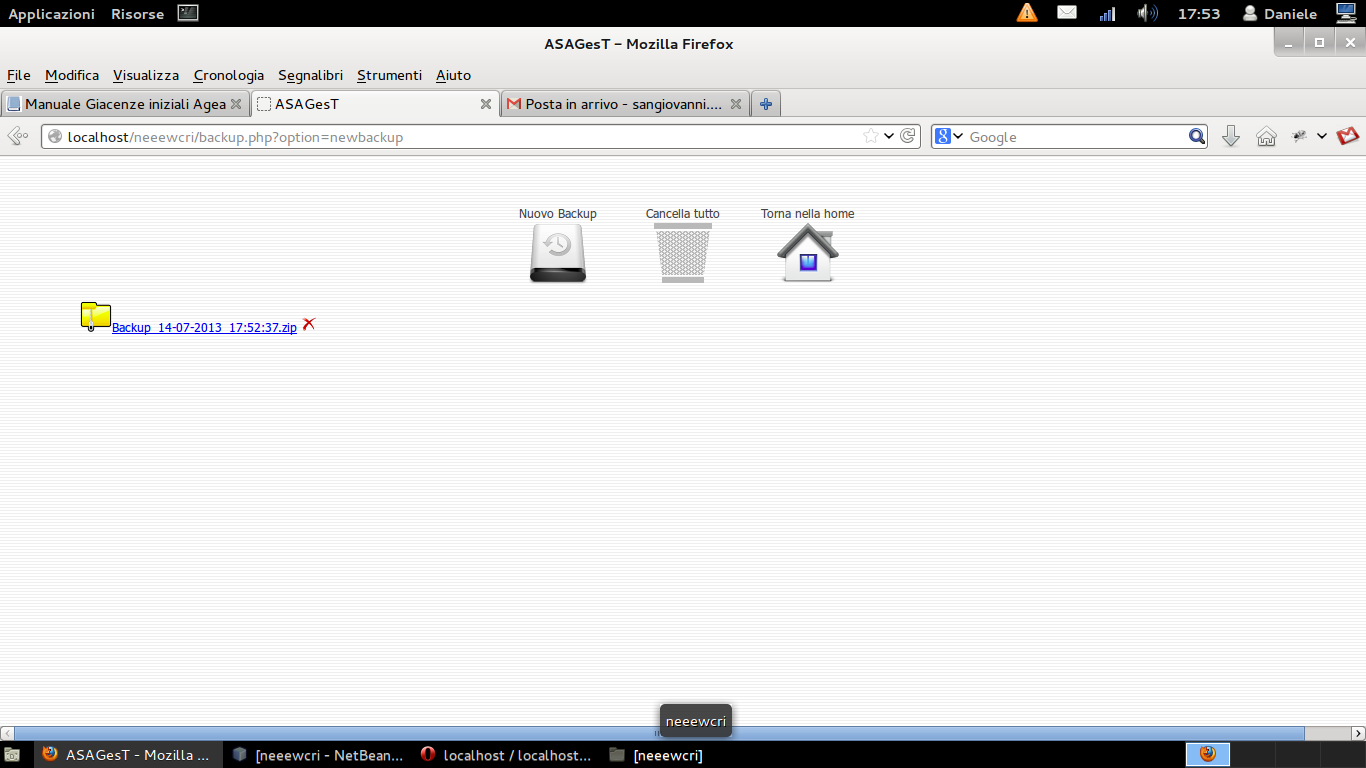 Applicazioni Risorse 17:53 Daniele
ASAGesT - Mozilla Firefox
File Modifica Visualizza Cronologia Segnalibri Strumenti Aiuto
Manuale Giacenze iniziali Agea ASAGesT Posta in arrivo - sangiovanni....
localhost/neeewcri/backup.php?option=newbackup Google
Nuovo Backup Cancella tutto Torna nella home
Backup_14-07-2013_17:52:37.zip
neeewcri
ASAGesT - Mozilla ... [neeewcri - NetBean... localhost / localhost... [neeewcri]